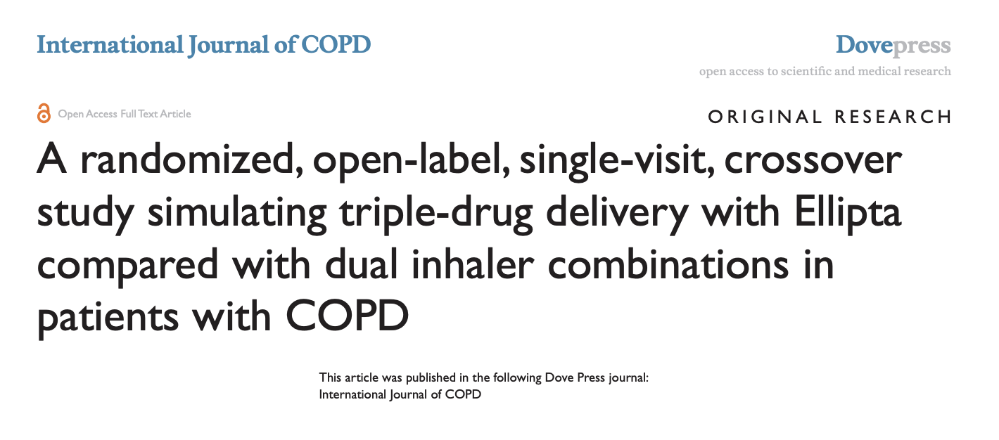 International Journal of COPD
Dovepress
open access to scientific and medical research
Open Access Full Text Article
ORIGINAL RESEARCH
A randomized, open-label, single-visit, crossover
study simulating triple-drug delivery with Ellipta
compared with dual inhaler combinations in
patients with COPD
This article was published in the following Dove Press journal:
International Journal of COPD